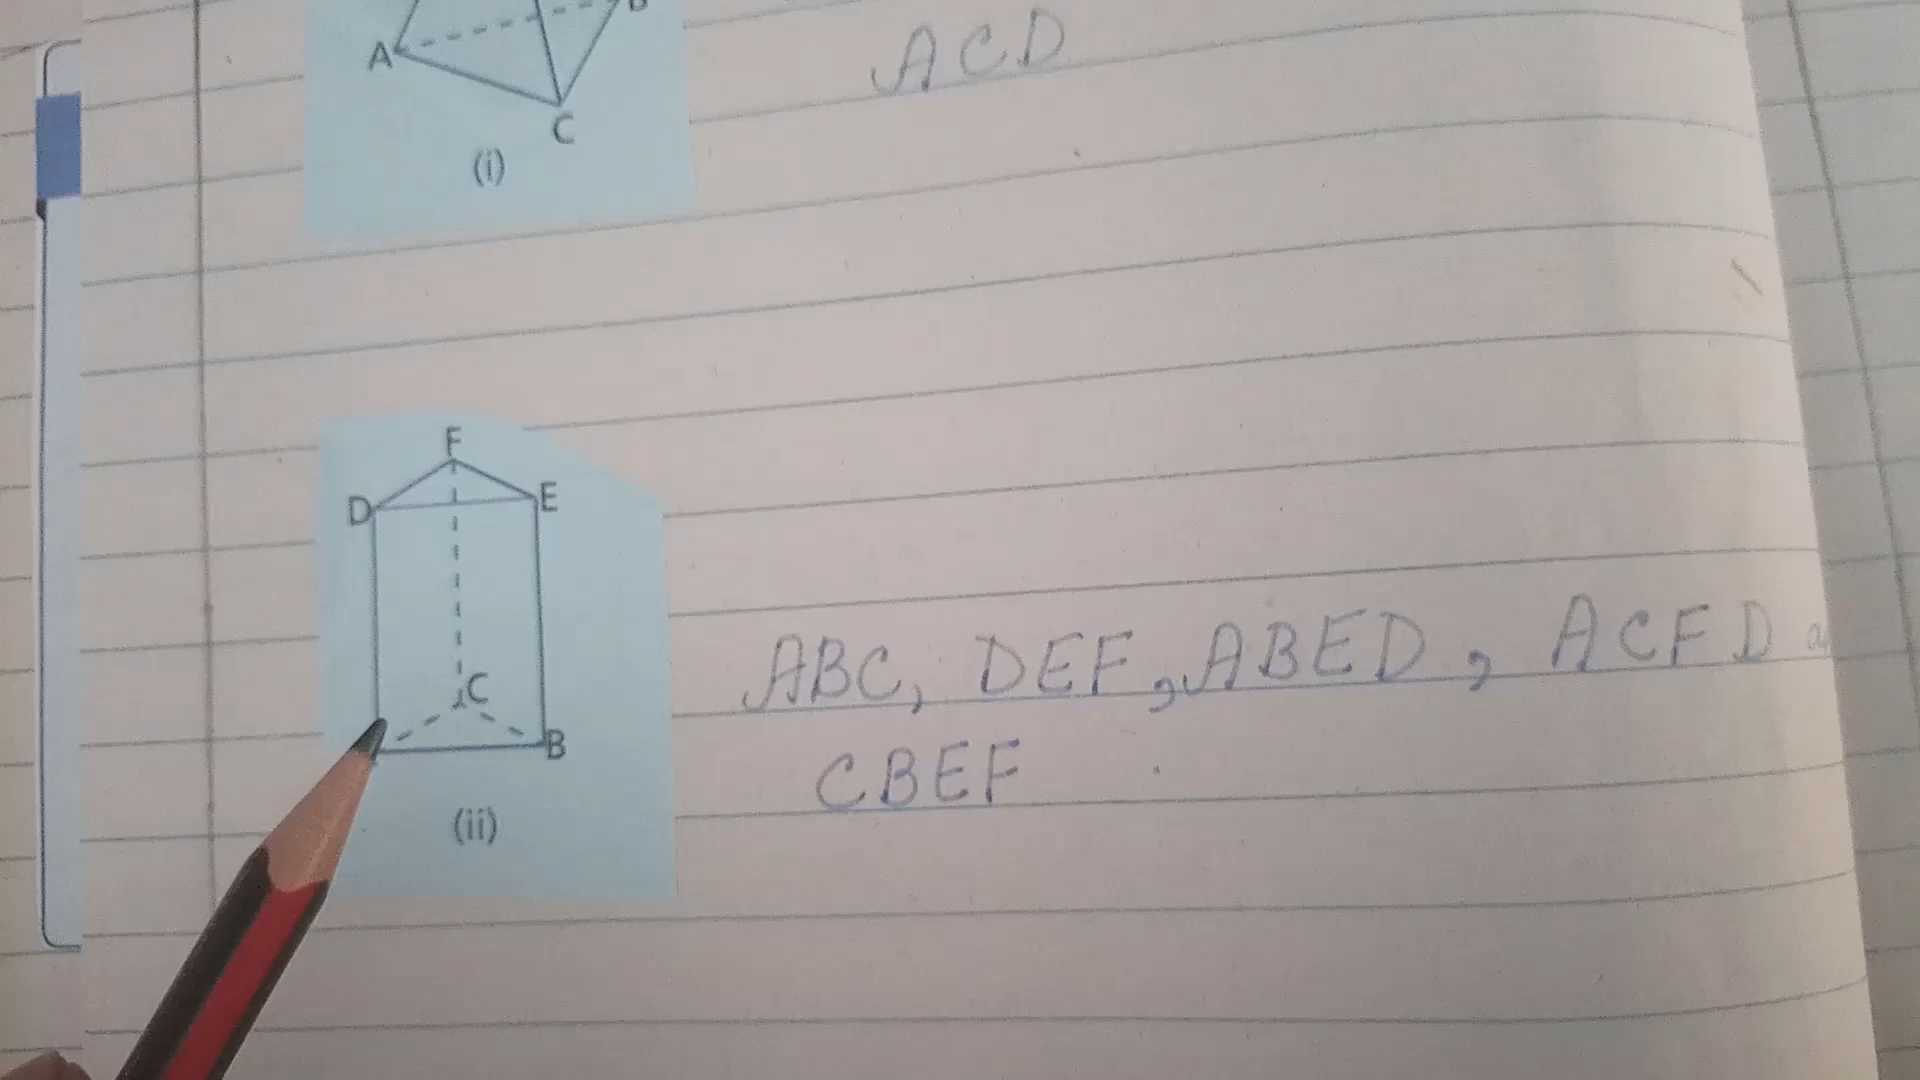 A
C
(i)
ACD
F
D
E
C
B
(ii)
ABC, DEF, ABED, ACFD
CBEF